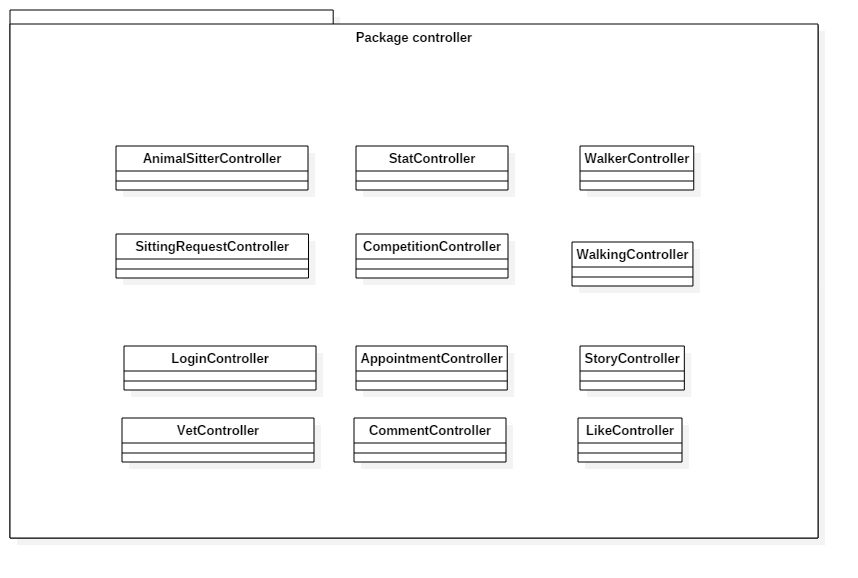 Package controller
AnimalSitterController
StatController
WalkerController
SittingRequestController
CompetitionController
WalkingController
LoginController
AppointmentController
StoryController
VetController
CommentController
LikeController